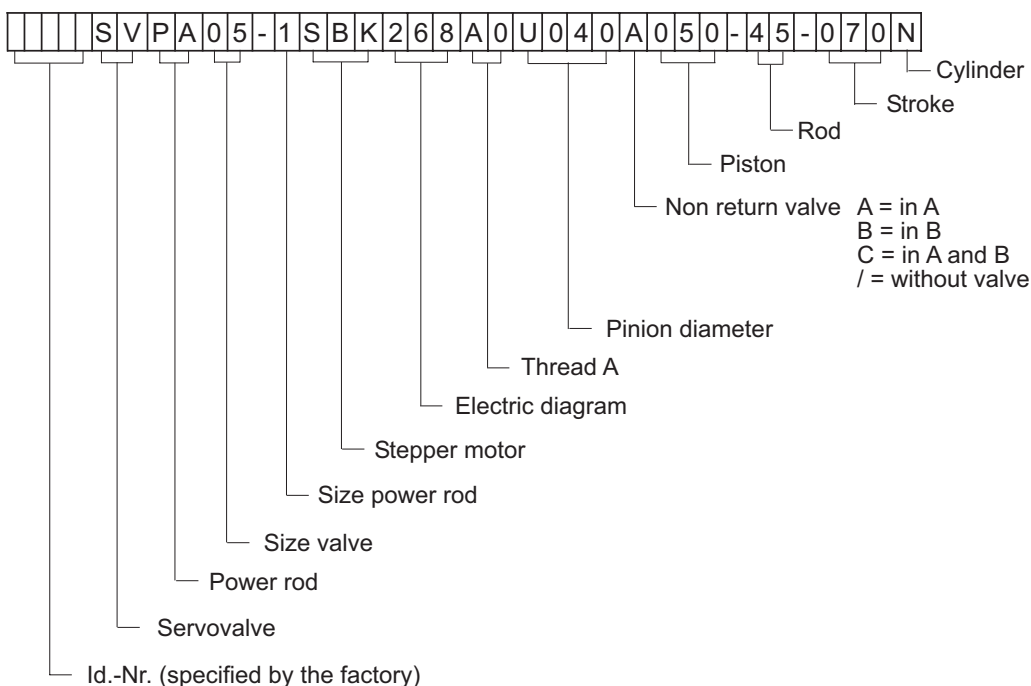 SVPA05-1SBK268A0U040A050-45-070N
Cylinder
Stroke
Rod
Piston
Non return valve A = in A
B = in B
C = in A and B
/ = without valve
Pinion diameter
Thread A
Electric diagram
Stepper motor
Size power rod
Size valve
Power rod
Servovalve
Id.-Nr. (specified by the factory)